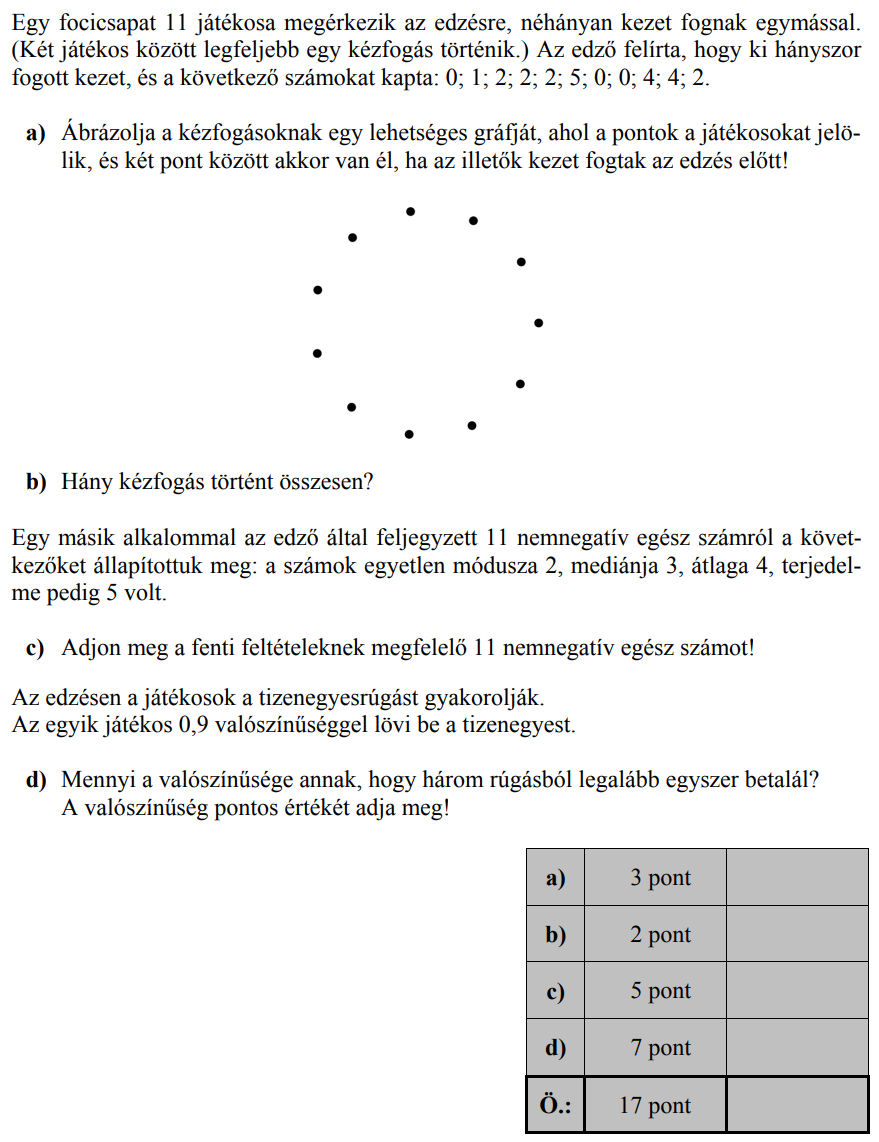 Egy focicsapat 11 játékosa megérkezik az edzésre, néhányan kezet fognak egymással.
(Két játékos között legfeljebb egy kézfogás történik.) Az edző felírta, hogy ki hányszor
fogott kezet, és a következő számokat kapta: 0; 1; 2; 2; 2; 5; 0; 0; 4; 4; 2.
a) Ábrázolja a kézfogásoknak egy lehetséges gráfját, ahol a pontok a játékosokat jelö-
lik, és két pont között akkor van él, ha az illetők kezet fogtak az edzés előtt!
b) Hány kézfogás történt összesen?
Egy másik alkalommal az edző által feljegyzett 11 nemnegatív egész számról a követ-
kezőket állapítottuk meg: a számok egyetlen módusza 2, mediánja 3, átlaga 4, terjedel-
me pedig 5 volt.
c) Adjon meg a fenti feltételeknek megfelelő 11 nemnegatív egész számot!
Az edzésen a játékosok a tizenegyesrúgást gyakorolják.
Az egyik játékos 0,9 valószínűséggel lövi be a tizenegyest.
d) Mennyi a valószínűsége annak, hogy három rúgásból legalább egyszer betalál?
A valószínűség pontos értékét adja meg!
a) 3 pont
b) 2 pont
c) 5 pont
d) 7 pont
Ö.: 17 pont